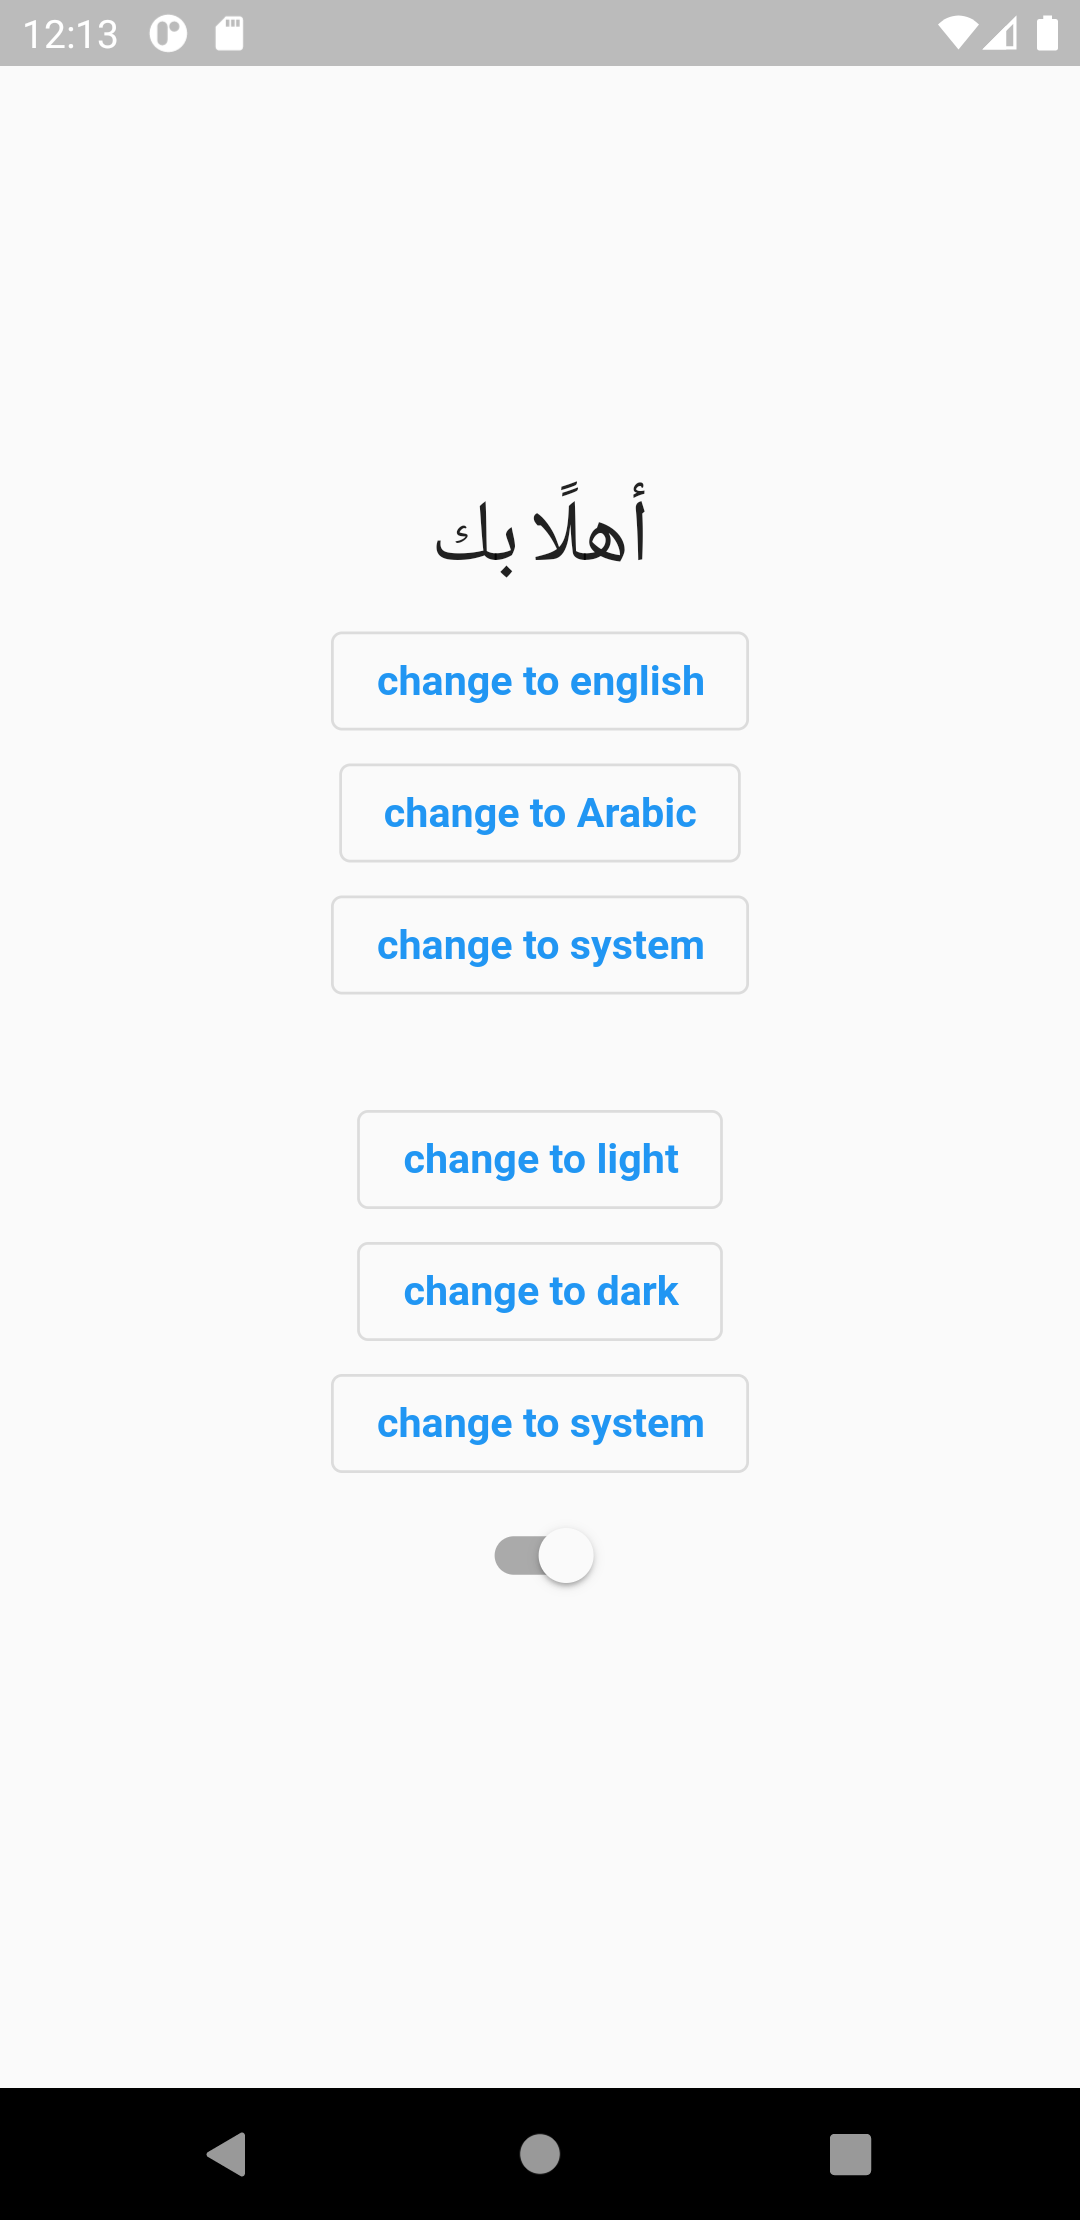 12:13
أهلًا بك
change to english
change to Arabic
change to system
change to light
change to dark
change to system